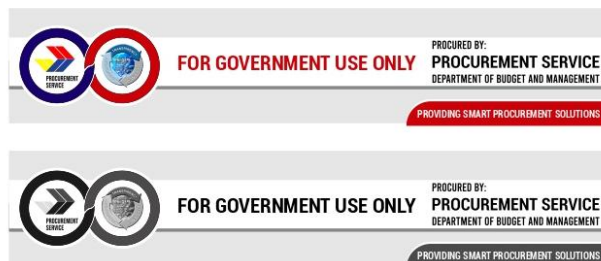 PROCUREMENT
SERVICE
FOR GOVERNMENT USE ONLY
PROCURED BY:
PROCUREMENT SERVICE
DEPARTMENT OF BUDGET AND MANAGEMENT
PROVIDING SMART PROCUREMENT SOLUTIONS
PROCUREMENT
SERVICE
FOR GOVERNMENT USE ONLY
PROCURED BY:
PROCUREMENT SERVICE
DEPARTMENT OF BUDGET AND MANAGEMENT
PROVIDING SMART PROCUREMENT SOLUTIONS